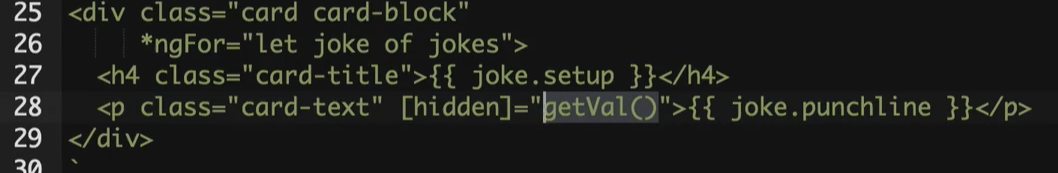 25 <div class="card card-block"
26 *ngFor="let joke of jokes">
27 <h4 class="card-title">{{ joke.setup }}</h4>
28 <p class="card-text" [hidden]="getVal()">{{ joke.punchline }}</p>
29 </div>
30 `